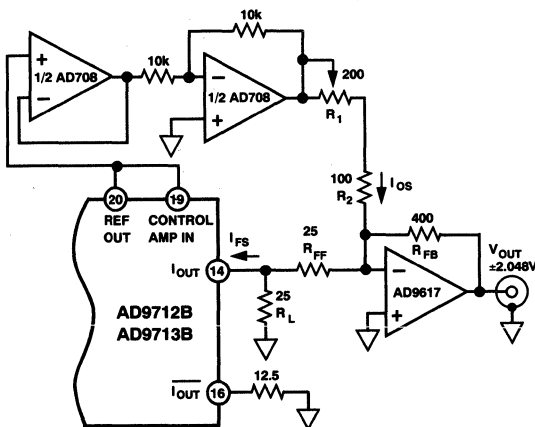 10k
10k
+
1/2 AD708
−
−
1/2 AD708
+
200
R1
100
R2
IOS
20
19
REF
OUT
CONTROL
AMP IN
IFS
25
RFF
400
RFB
VOUT
±2.048V
−
AD9617
+
IOUT
14
25
RL
AD9712B
AD9713B
IOUT
16
12.5